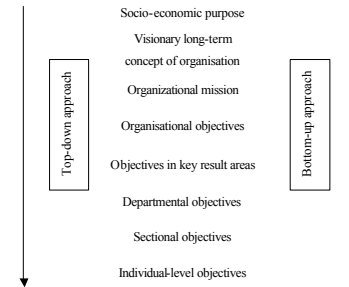 Socio-economic purpose
Visionary long-term
concept of organisation
Organizational mission
Organisational objectives
Objectives in key result areas
Departmental objectives
Sectional objectives
Individual-level objectives
Top-down approach
Bottom-up approach